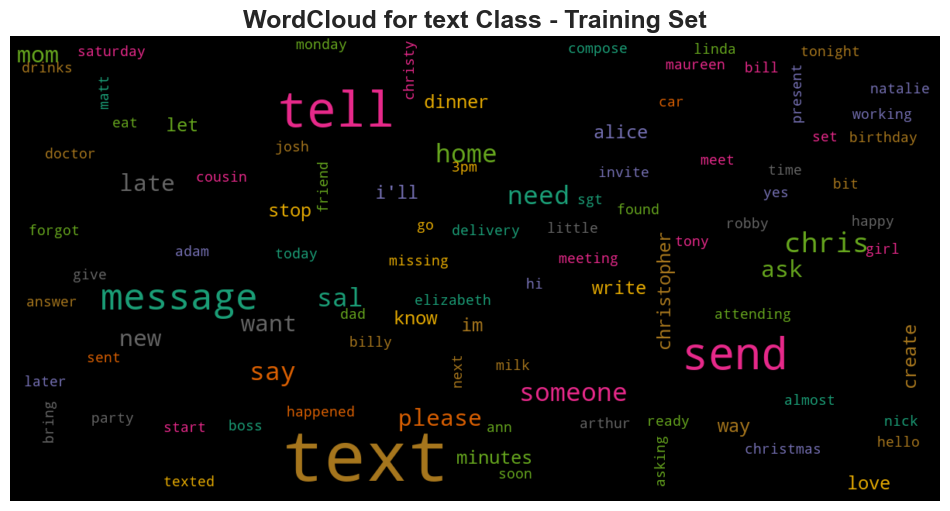 WordCloud for text Class - Training Set
mom
saturday
monday
christy
compose
linda
tonight
drinks
maureen
bill
present
matt
natalie
tell
dinner
car
working
eat
let
alice
set
birthday
doctor
josh
home
3pm
meet
time
late
cousin
friend
i'll
need
sgt
invite
yes
bit
stop
found
forgot
go
delivery
little
robby
happy
adam
today
missing
meeting
tony
chris
girl
give
hi
christopher
ask
answer
message
sal
elizabeth
write
dad
know
im
attending
new
want
billy
create
sent
say
next
milk
send
later
someone
almost
bring
party
start
boss
happened
please
ann
arthur
ready
way
nick
text
minutes
asking
christmas
hello
texted
soon
love